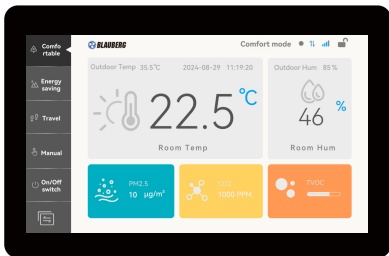 Comfo
rtable
BLAUBERG
Comfort mode
Outdoor Temp 35.5℃
2024-08-29 11:19:20
Outdoor Hum 85%
Energy
saving
22.5 ℃
46 %
Travel
Room Temp
Room Hum
Manual
On/Off
switch
PM2.5
10 μg/m³
CO2
1000 PPM
TVOC